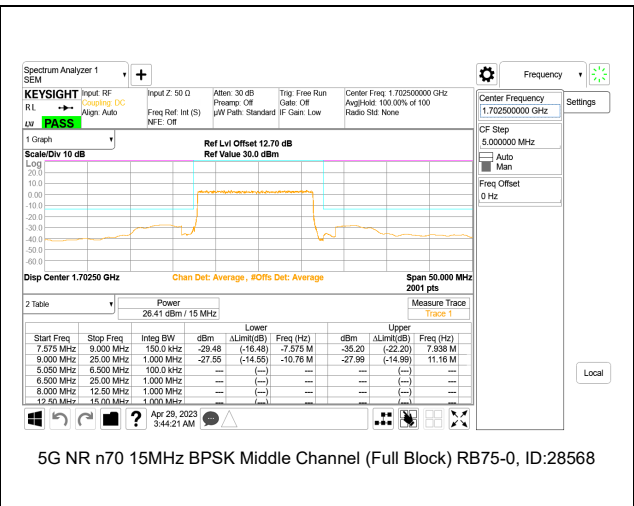 Spectrum Analyzer 1
SEM
+
Frequency
KEYSIGHT Input: RF Input Z: 50 Ω Atten: 30 dB Trig: Free Run Center Freq: 1.702500000 GHz
RL Coupling: DC Preamp: Off Gate: Off Avg|Hold: 100.00% of 100
Align: Auto Freq Ref: Int (S) µW Path: Standard IF Gain: Low Radio Std: None
LXI PASS NFE: Off
Center Frequency
1.702500000 GHz
Settings
CF Step
5.000000 MHz
Auto
Man
Freq Offset
0 Hz
1 Graph
Ref Lvl Offset 12.70 dB
Scale/Div 10 dB Ref Value 30.0 dBm
Log
20.0
10.0
0.00
-10.0
-20.0
-30.0
-40.0
-50.0
-60.0
Disp Center 1.70250 GHz Chan Det: Average , #Offs Det: Average Span 50.000 MHz
2001 pts
2 Table Power Measure Trace
26.41 dBm / 15 MHz Trace 1
Lower Upper
Start Freq Stop Freq Integ BW dBm ΔLimit(dB) Freq (Hz) dBm ΔLimit(dB) Freq (Hz)
7.575 MHz 9.000 MHz 150.0 kHz -29.48 (-16.48) -7.575 M -35.20 (-22.20) 7.938 M
9.000 MHz 25.00 MHz 1.000 MHz -27.55 (-14.55) -10.76 M -27.99 (-14.99) 11.16 M
5.050 MHz 6.500 MHz 100.0 kHz --- (---) --- --- (---) ---
6.500 MHz 25.00 MHz 1.000 MHz --- (---) --- --- (---) ---
8.000 MHz 12.50 MHz 1.000 MHz --- (---) --- --- (---) ---
12.50 MHz 15.00 MHz 1.000 MHz --- (---) --- --- (---) ---
Local
? Apr 29, 2023
3:44:21 AM
5G NR n70 15MHz BPSK Middle Channel (Full Block) RB75-0, ID:28568